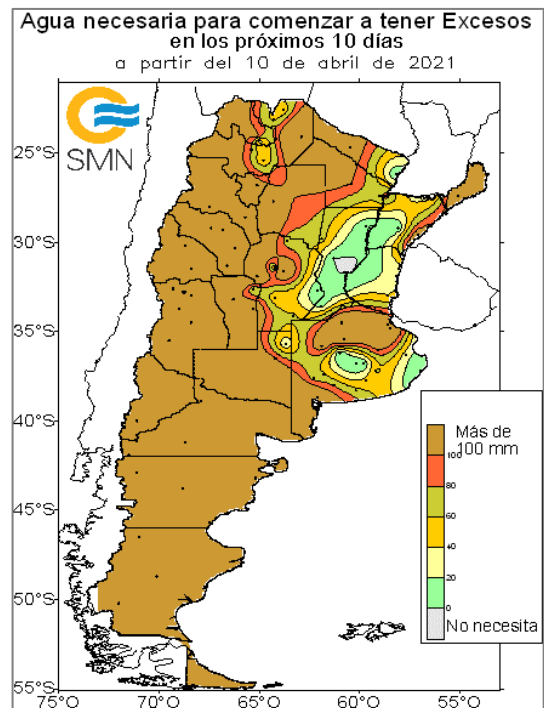 Agua necesaria para comenzar a tener Excesos
en los próximos 10 días
a partir del 10 de abril de 2021
SMN
25°S
30°S
35°S
40°S
45°S
50°S
55°S
75°O 70°O 65°O 60°O 55°O
Más de
100 mm
100
80
60
40
20
0
No necesita